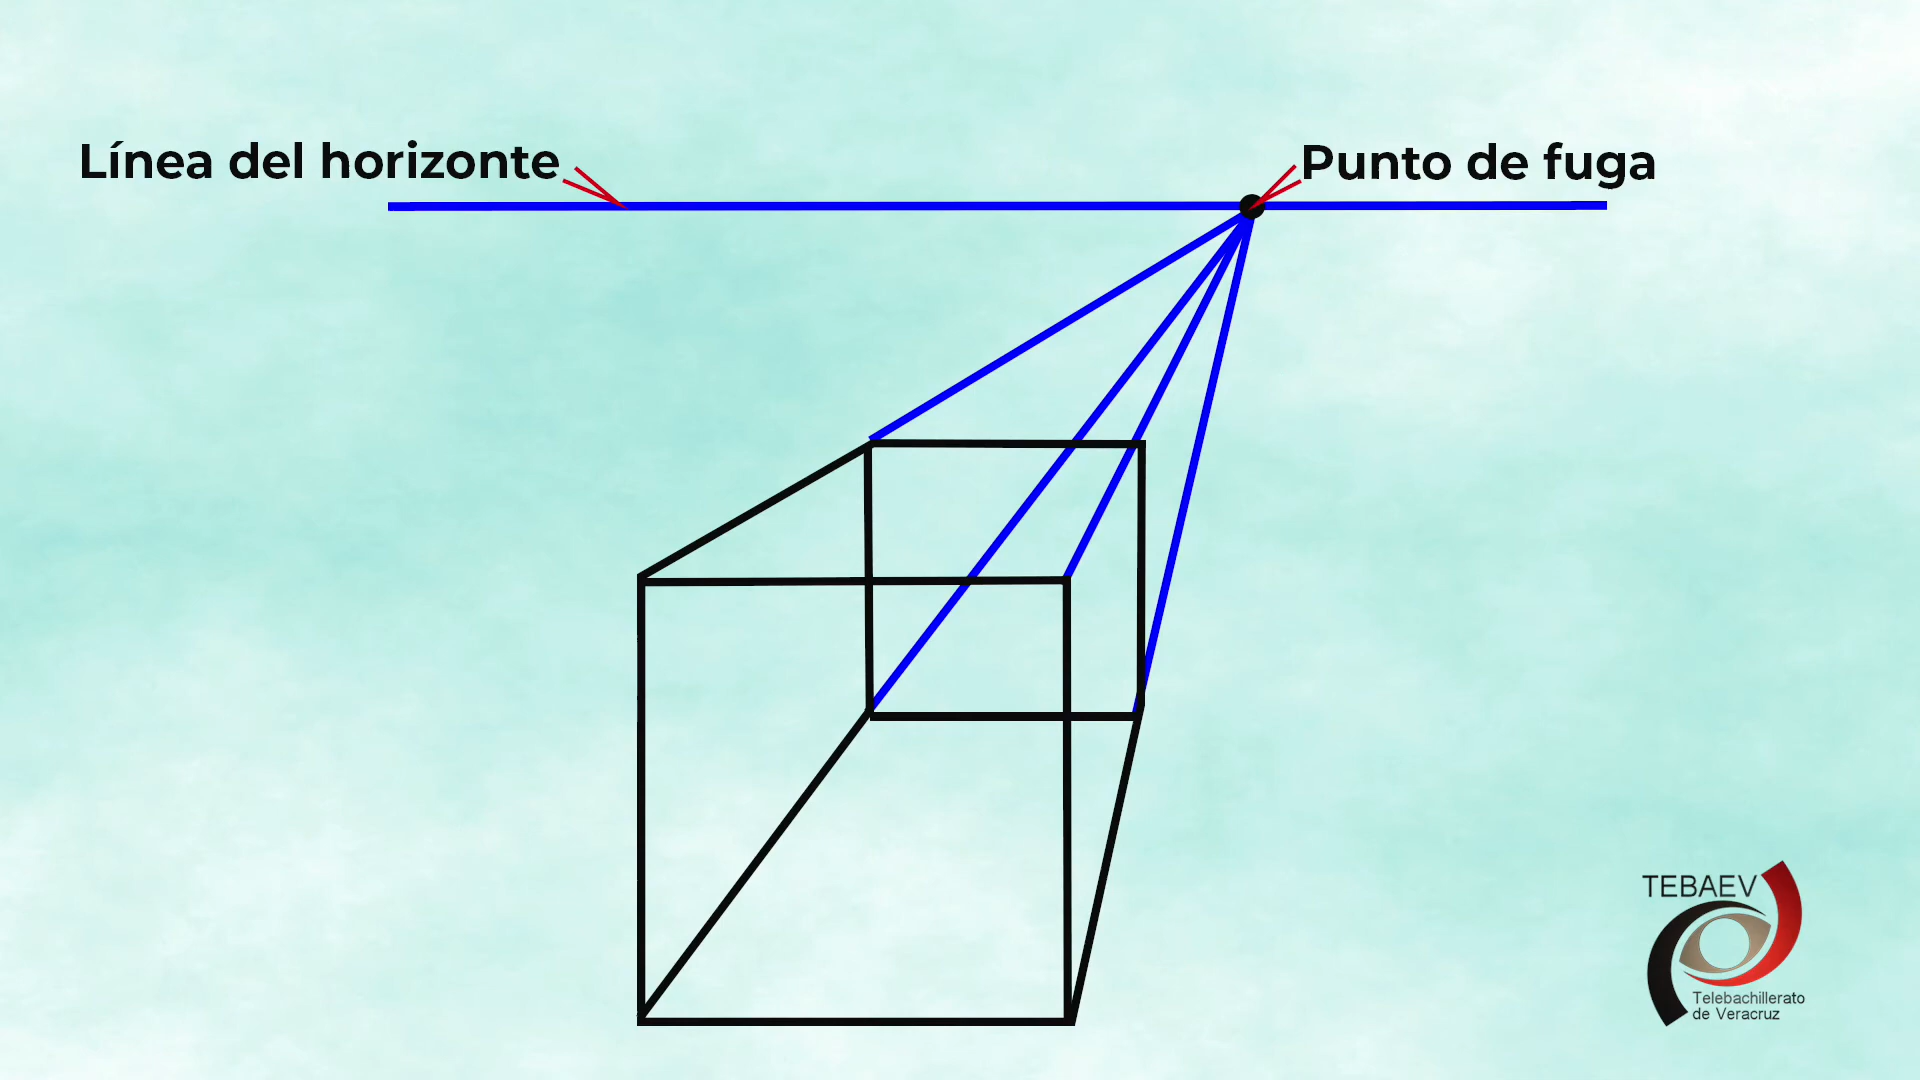 Línea del horizonte
Punto de fuga
TEBAEV
Telebachillerato
de Veracruz